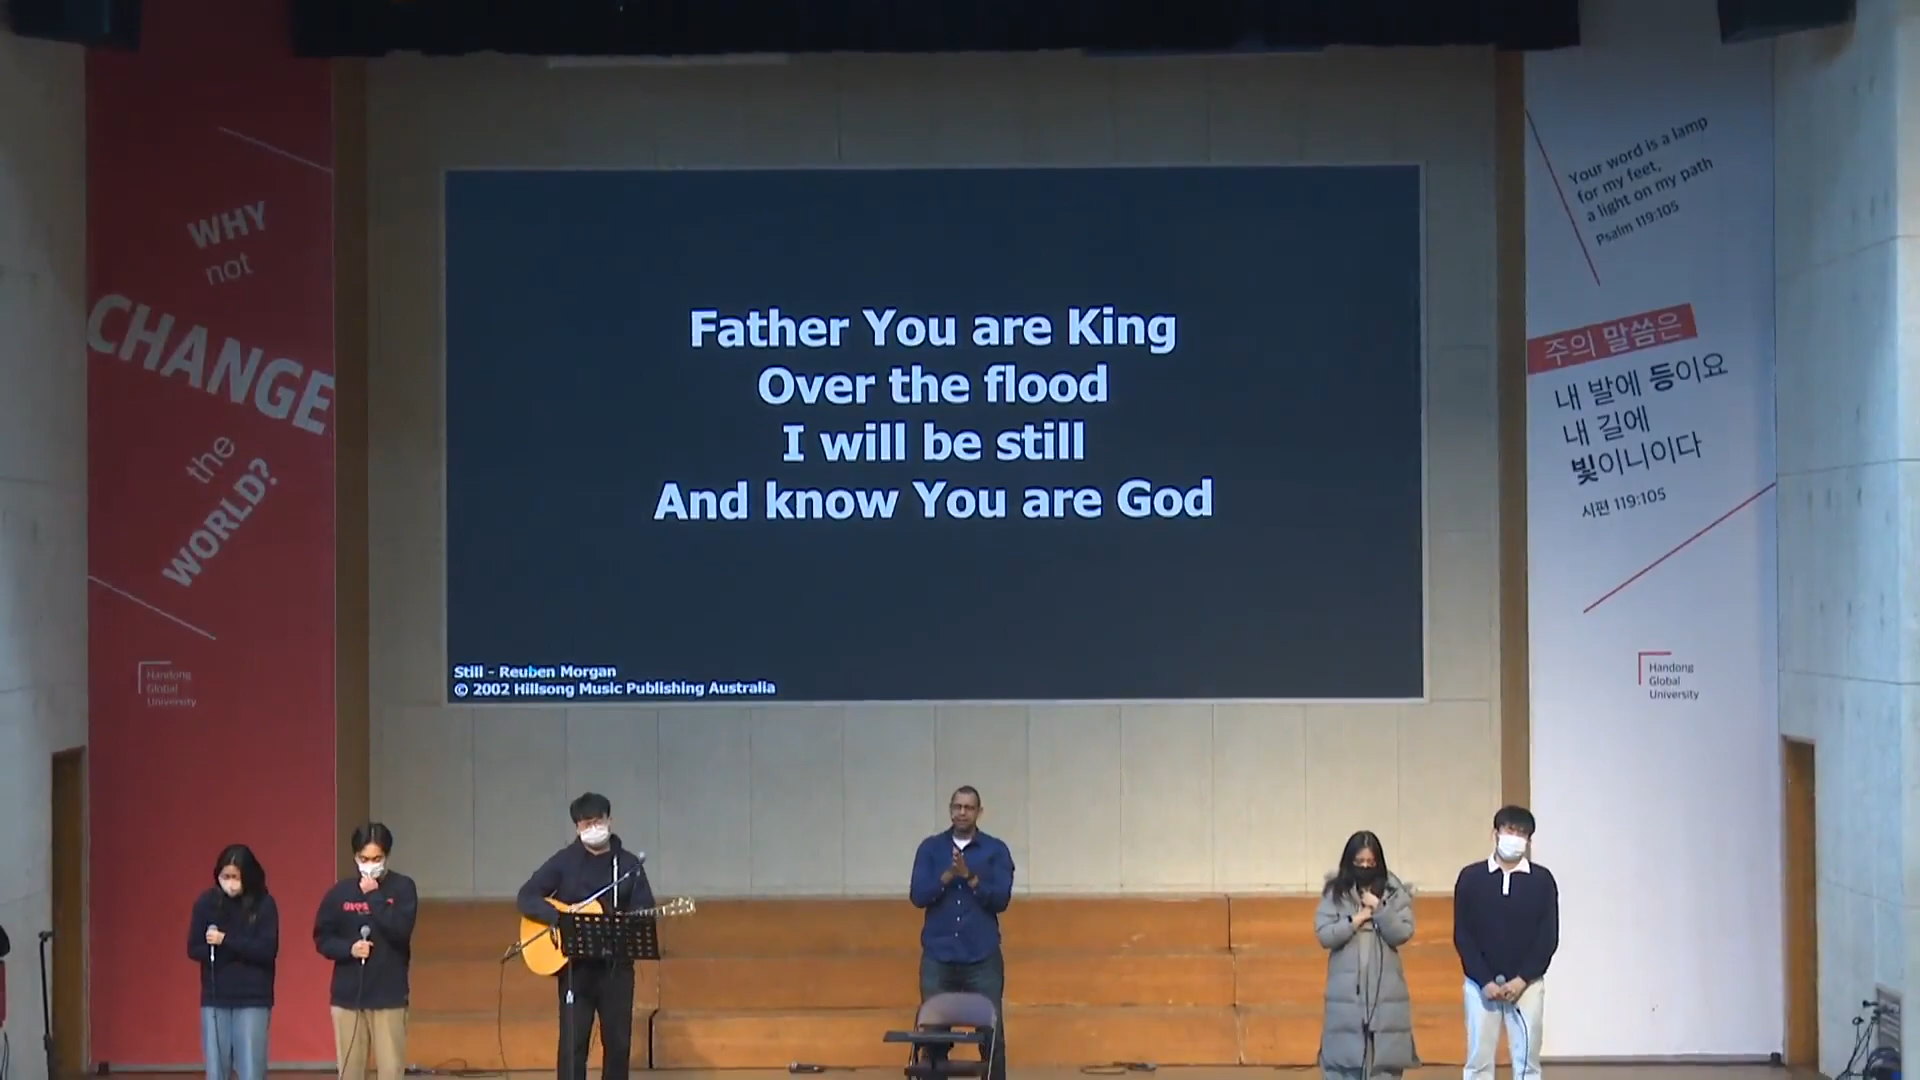 WHY
not
CHANGE
the
WORLD?
Handong
Global
University
Father You are King
Over the flood
I will be still
And know You are God
Still - Reuben Morgan
© 2002 Hillsong Music Publishing Australia
Your word is a lamp
for my feet,
a light on my path
Psalm 119:105
주의 말씀은
내 발에 등이요
내 길에
빛이니이다
시편 119:105
Handong
Global
University